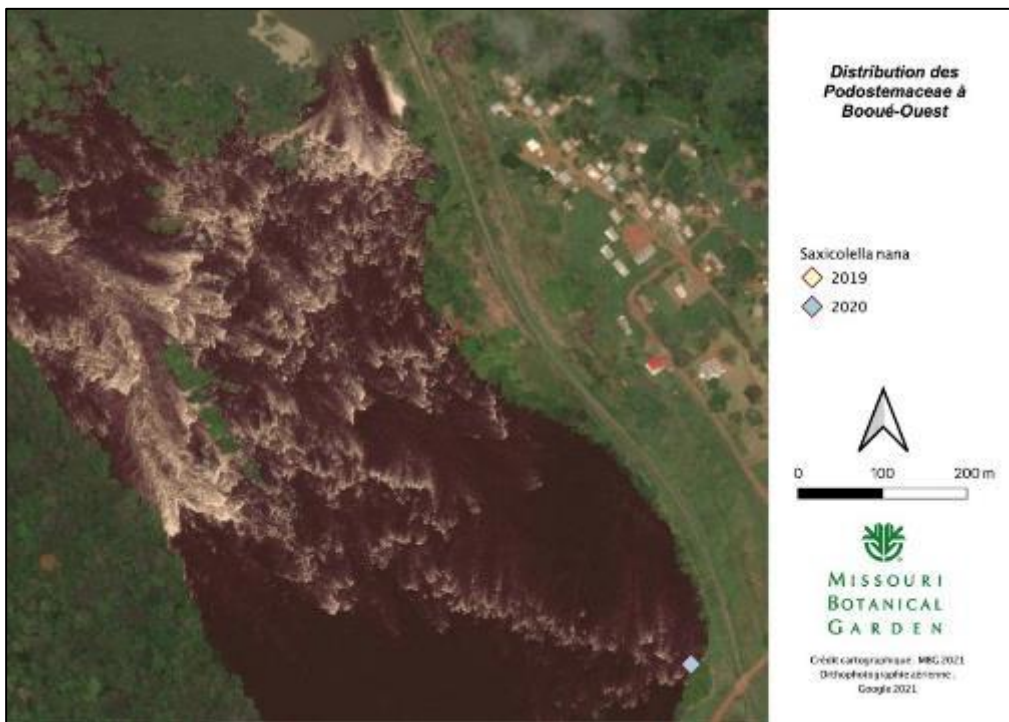 Distribution des
Podostemaceae à
Booué-Ouest
Saxicolella nana
2019
2020
0 100 200 m
MISSOURI
BOTANICAL
GARDEN
Crédit cartographique : MBG 2021
Orthophotographie aérienne :
Google 2021